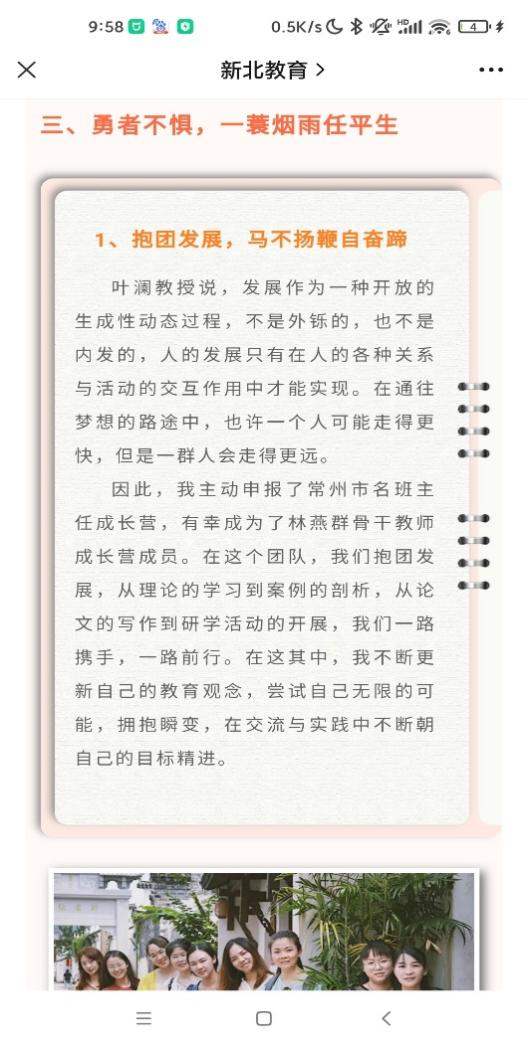 9:58
0.5K/s
HD
4
新北教育
三、勇者不惧，一蓑烟雨任平生
1、抱团发展，马不扬鞭自奋蹄
叶澜教授说，发展作为一种开放的
生成性动态过程，不是外铄的，也不是
内发的，人的发展只有在人的各种关系
与活动的交互作用中才能实现。在通往
梦想的路途中，也许一个人可能走得更
快，但是一群人会走得更远。
因此，我主动申报了常州市名班主
任成长营，有幸成为了林燕群骨干教师
成长营成员。在这个团队，我们抱团发
展，从理论的学习到案例的剖析，从论
文的写作到研学活动的开展，我们一路
携手，一路前行。在这其中，我不断更
新自己的教育观念，尝试自己无限的可
能，拥抱瞬变，在交流与实践中不断朝
自己的目标精进。